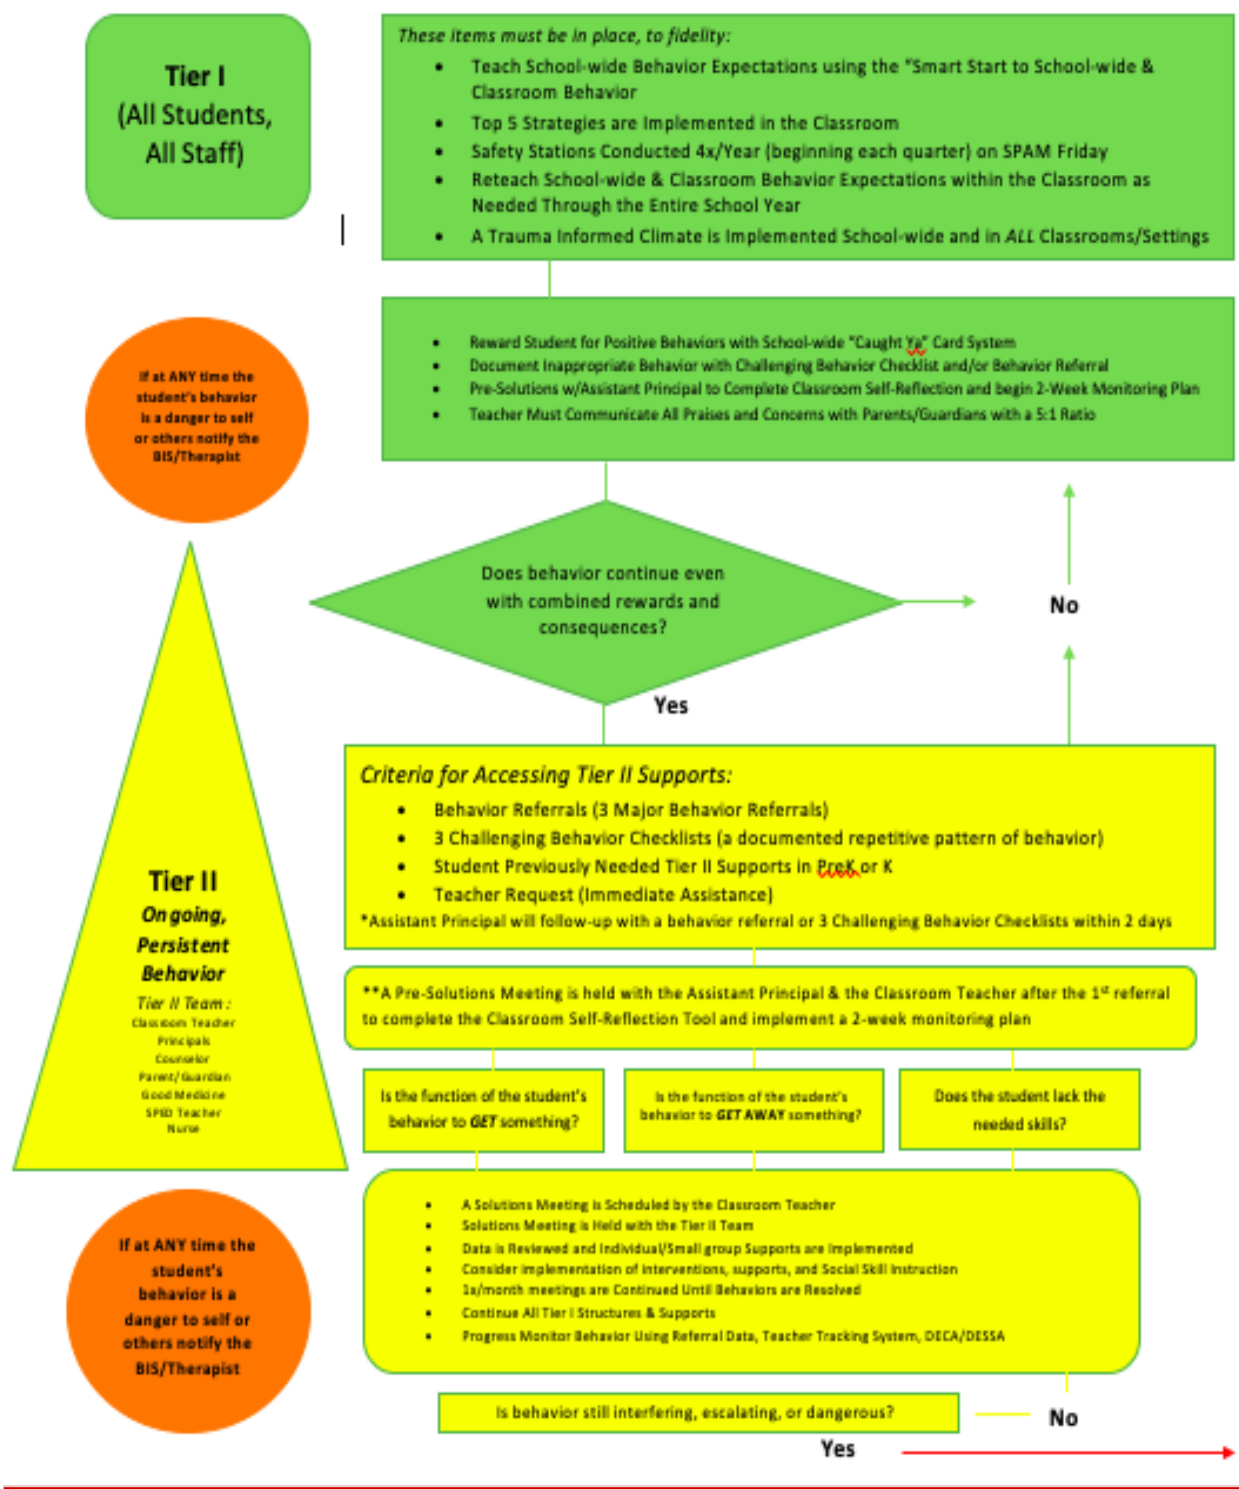 Tier I
(All Students,
All Staff)
These items must be in place, to fidelity:
• Teach School-wide Behavior Expectations using the "Smart Start to School-wide &
Classroom Behavior
• Top 5 Strategies are Implemented in the Classroom
• Safety Stations Conducted 4x/Year (beginning each quarter) on SPAM Friday
• Reteach School-wide & Classroom Behavior Expectations within the Classroom as
Needed Through the Entire School Year
• A Trauma Informed Climate is Implemented School-wide and in ALL Classrooms/Settings
• Reward Student for Positive Behaviors with School-wide "Caught Ya" Card System
• Document Inappropriate Behavior with Challenging Behavior Checklist and/or Behavior Referral
• Pre-Solutions w/Assistant Principal to Complete Classroom Self-Reflection and begin 2-Week Monitoring Plan
• Teacher Must Communicate All Praises and Concerns with Parents/Guardians with a 5:1 Ratio
If at ANY time the
student's behavior
is a danger to self
or others notify the
BIS/Therapist
Does behavior continue even
with combined rewards and
consequences?
No
Yes
Tier II
Ongoing,
Persistent
Behavior
Tier II Team:
Classroom Teacher
Principals
Counselor
Parent/Guardian
Good Medicine
SPED Teacher
Nurse
Criteria for Accessing Tier II Supports:
• Behavior Referrals (3 Major Behavior Referrals)
• 3 Challenging Behavior Checklists (a documented repetitive pattern of behavior)
• Student Previously Needed Tier II Supports in PreK or K
• Teacher Request (Immediate Assistance)
*Assistant Principal will follow-up with a behavior referral or 3 Challenging Behavior Checklists within 2 days
**A Pre-Solutions Meeting is held with the Assistant Principal & the Classroom Teacher after the 1st referral
to complete the Classroom Self-Reflection Tool and implement a 2-week monitoring plan
Is the function of the student's
behavior to GET something?
Is the function of the student's
behavior to GET AWAY something?
Does the student lack the
needed skills?
If at ANY time the
student's
behavior is a
danger to self or
others notify the
BIS/Therapist
• A Solutions Meeting is Scheduled by the Classroom Teacher
• Solutions Meeting is Held with the Tier II Team
• Data is Reviewed and Individual/Small group Supports are Implemented
• Consider implementation of interventions, supports, and Social Skill Instruction
• 1x/month meetings are Continued Until Behaviors are Resolved
• Continue All Tier I Structures & Supports
• Progress Monitor Behavior Using Referral Data, Teacher Tracking System, DECA/DESSA
Is behavior still interfering, escalating, or dangerous?
No
Yes